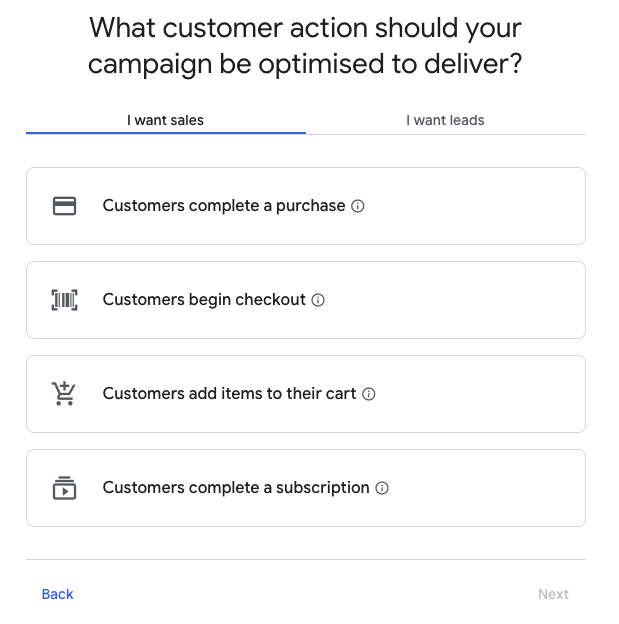 What customer action should your
campaign be optimised to deliver?
I want sales
I want leads
Customers complete a purchase
Customers begin checkout
Customers add items to their cart
Customers complete a subscription
Back
Next